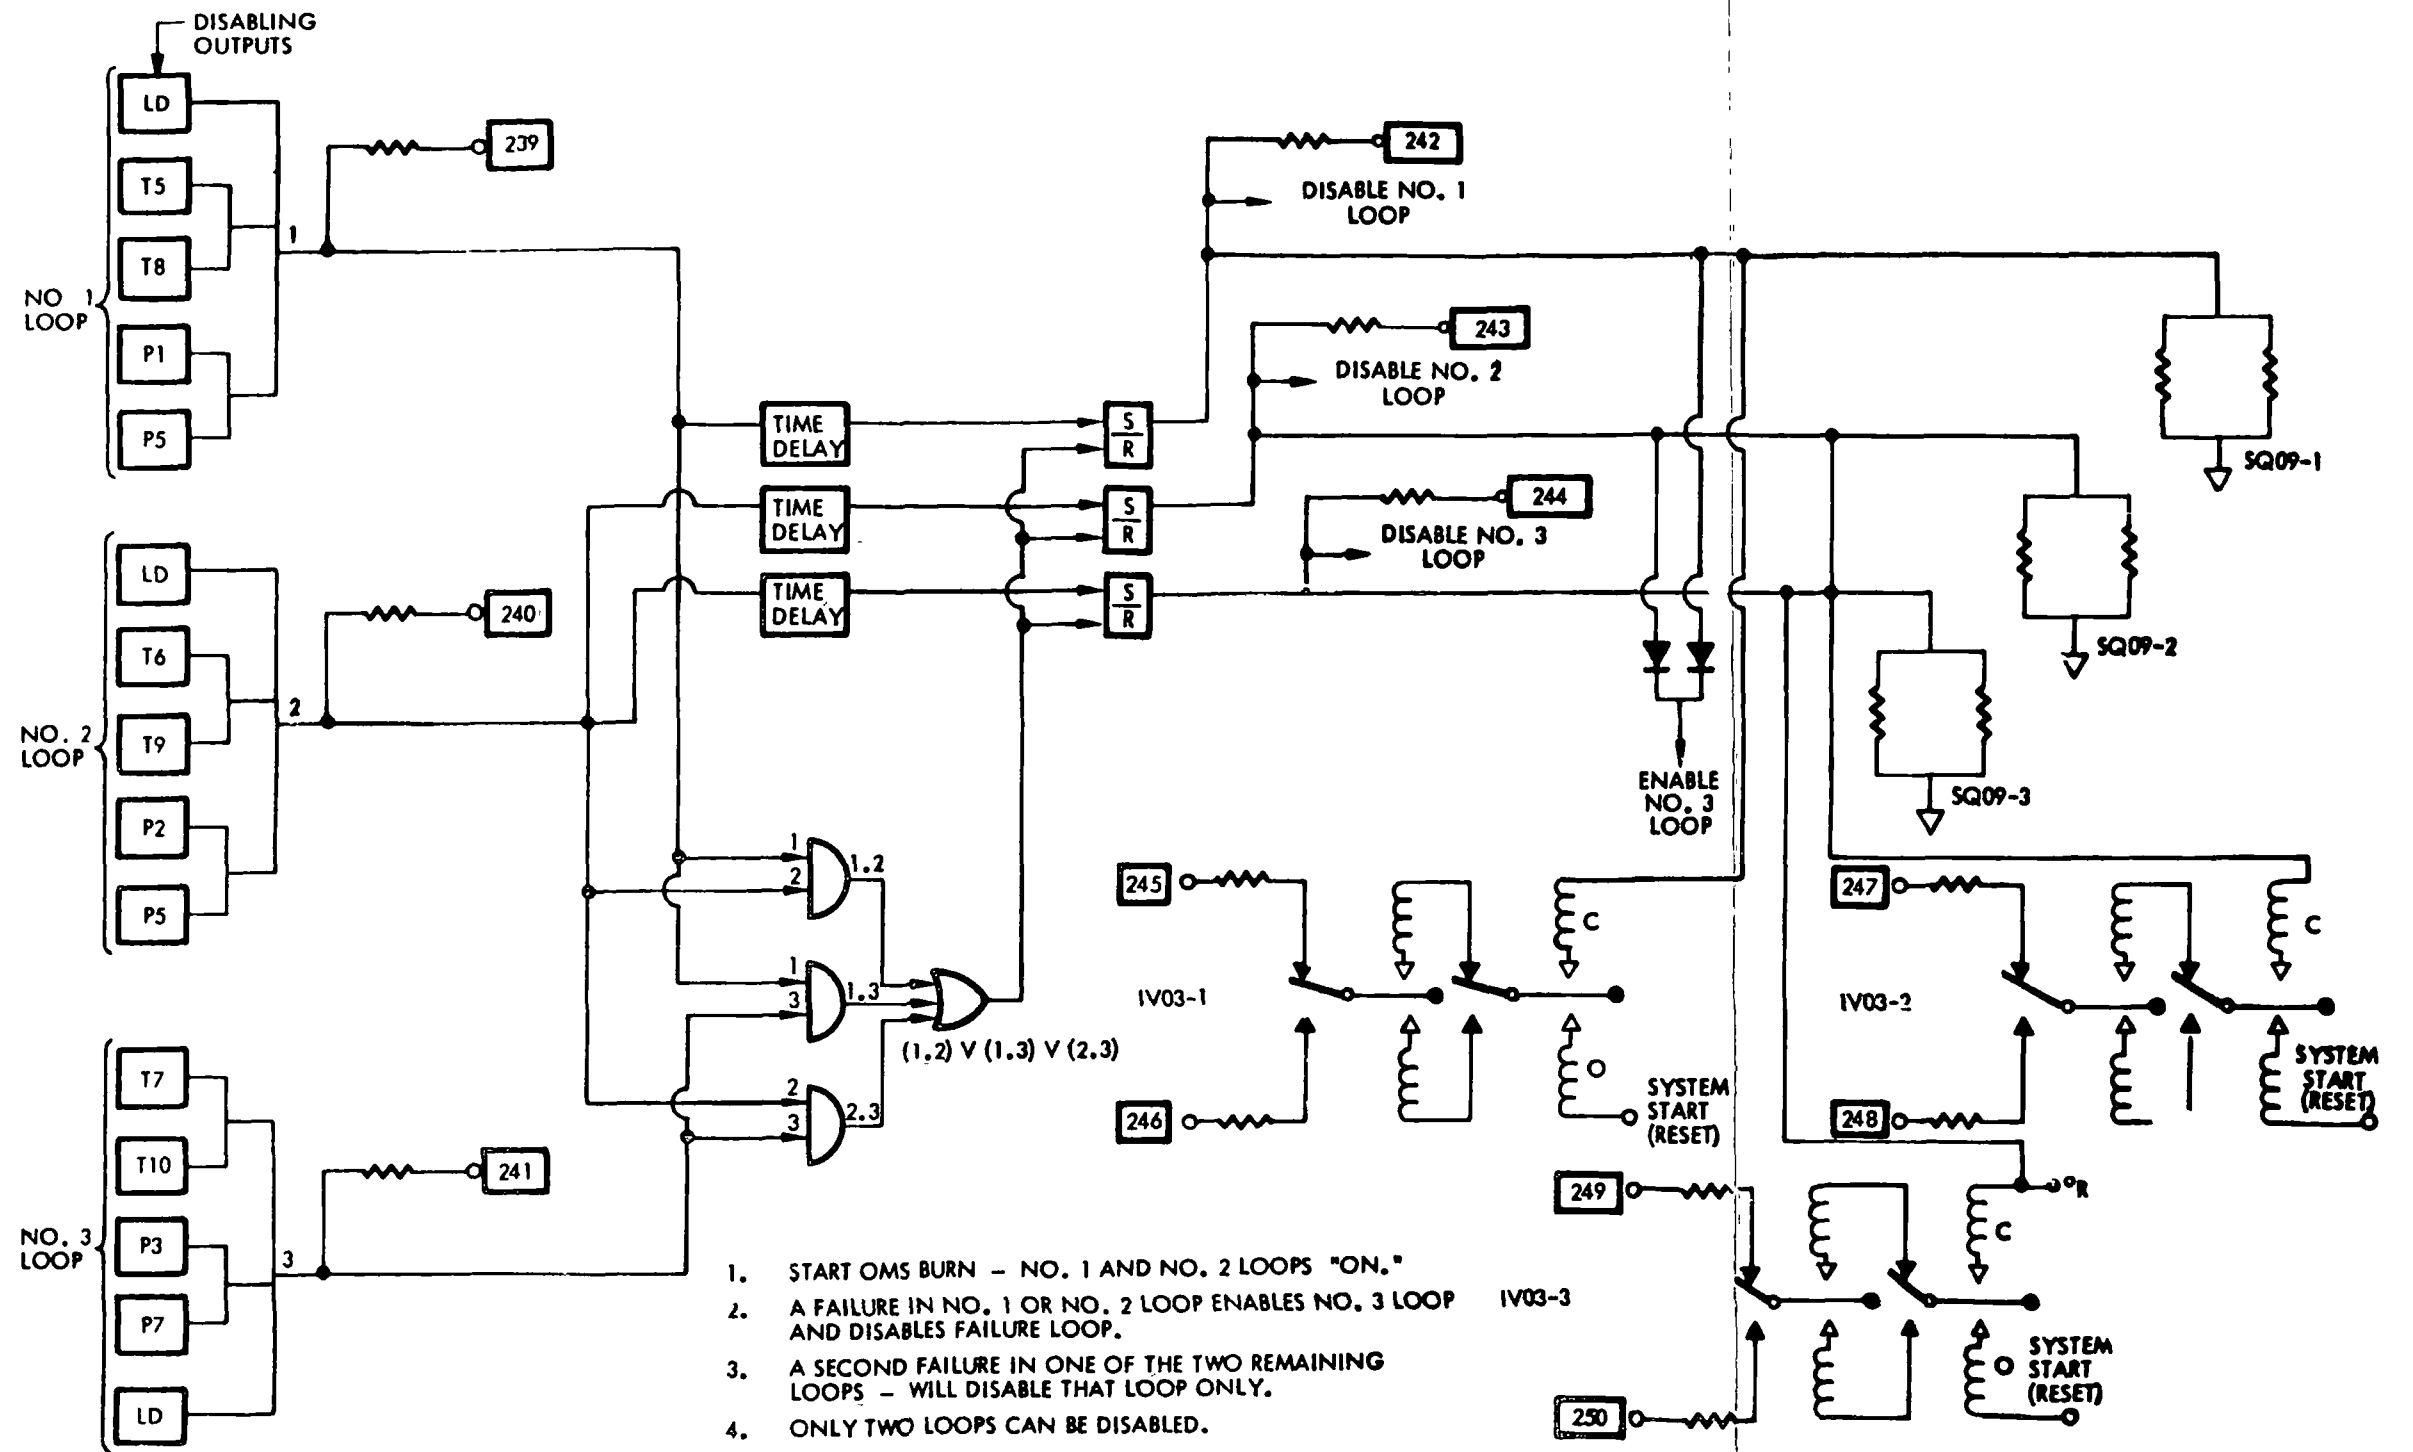 DISABLING
OUTPUTS
LD
T5
T8
P1
P5
NO 1
LOOP
1
239
LD
T6
T9
P2
P5
NO. 2
LOOP
2
240
T7
T10
P3
P7
LD
NO. 3
LOOP
3
241
TIME
DELAY
TIME
DELAY
TIME
DELAY
S
R
S
R
S
R
1
2
1.2
1
3
1.3
2
3
2.3
(1.2) V (1.3) V (2.3)
242
DISABLE NO. 1
LOOP
243
DISABLE NO. 2
LOOP
244
DISABLE NO. 3
LOOP
ENABLE
NO. 3
LOOP
SQ09-1
SQ09-2
SQ09-3
245
246
IV03-1
C
O
SYSTEM
START
(RESET)
247
248
IV03-2
C
SYSTEM
START
(RESET)
249
250
IV03-3
R
C
O
SYSTEM
START
(RESET)
1. START OMS BURN – NO. 1 AND NO. 2 LOOPS "ON."
2. A FAILURE IN NO. 1 OR NO. 2 LOOP ENABLES NO. 3 LOOP
AND DISABLES FAILURE LOOP.
3. A SECOND FAILURE IN ONE OF THE TWO REMAINING
LOOPS – WILL DISABLE THAT LOOP ONLY.
4. ONLY TWO LOOPS CAN BE DISABLED.